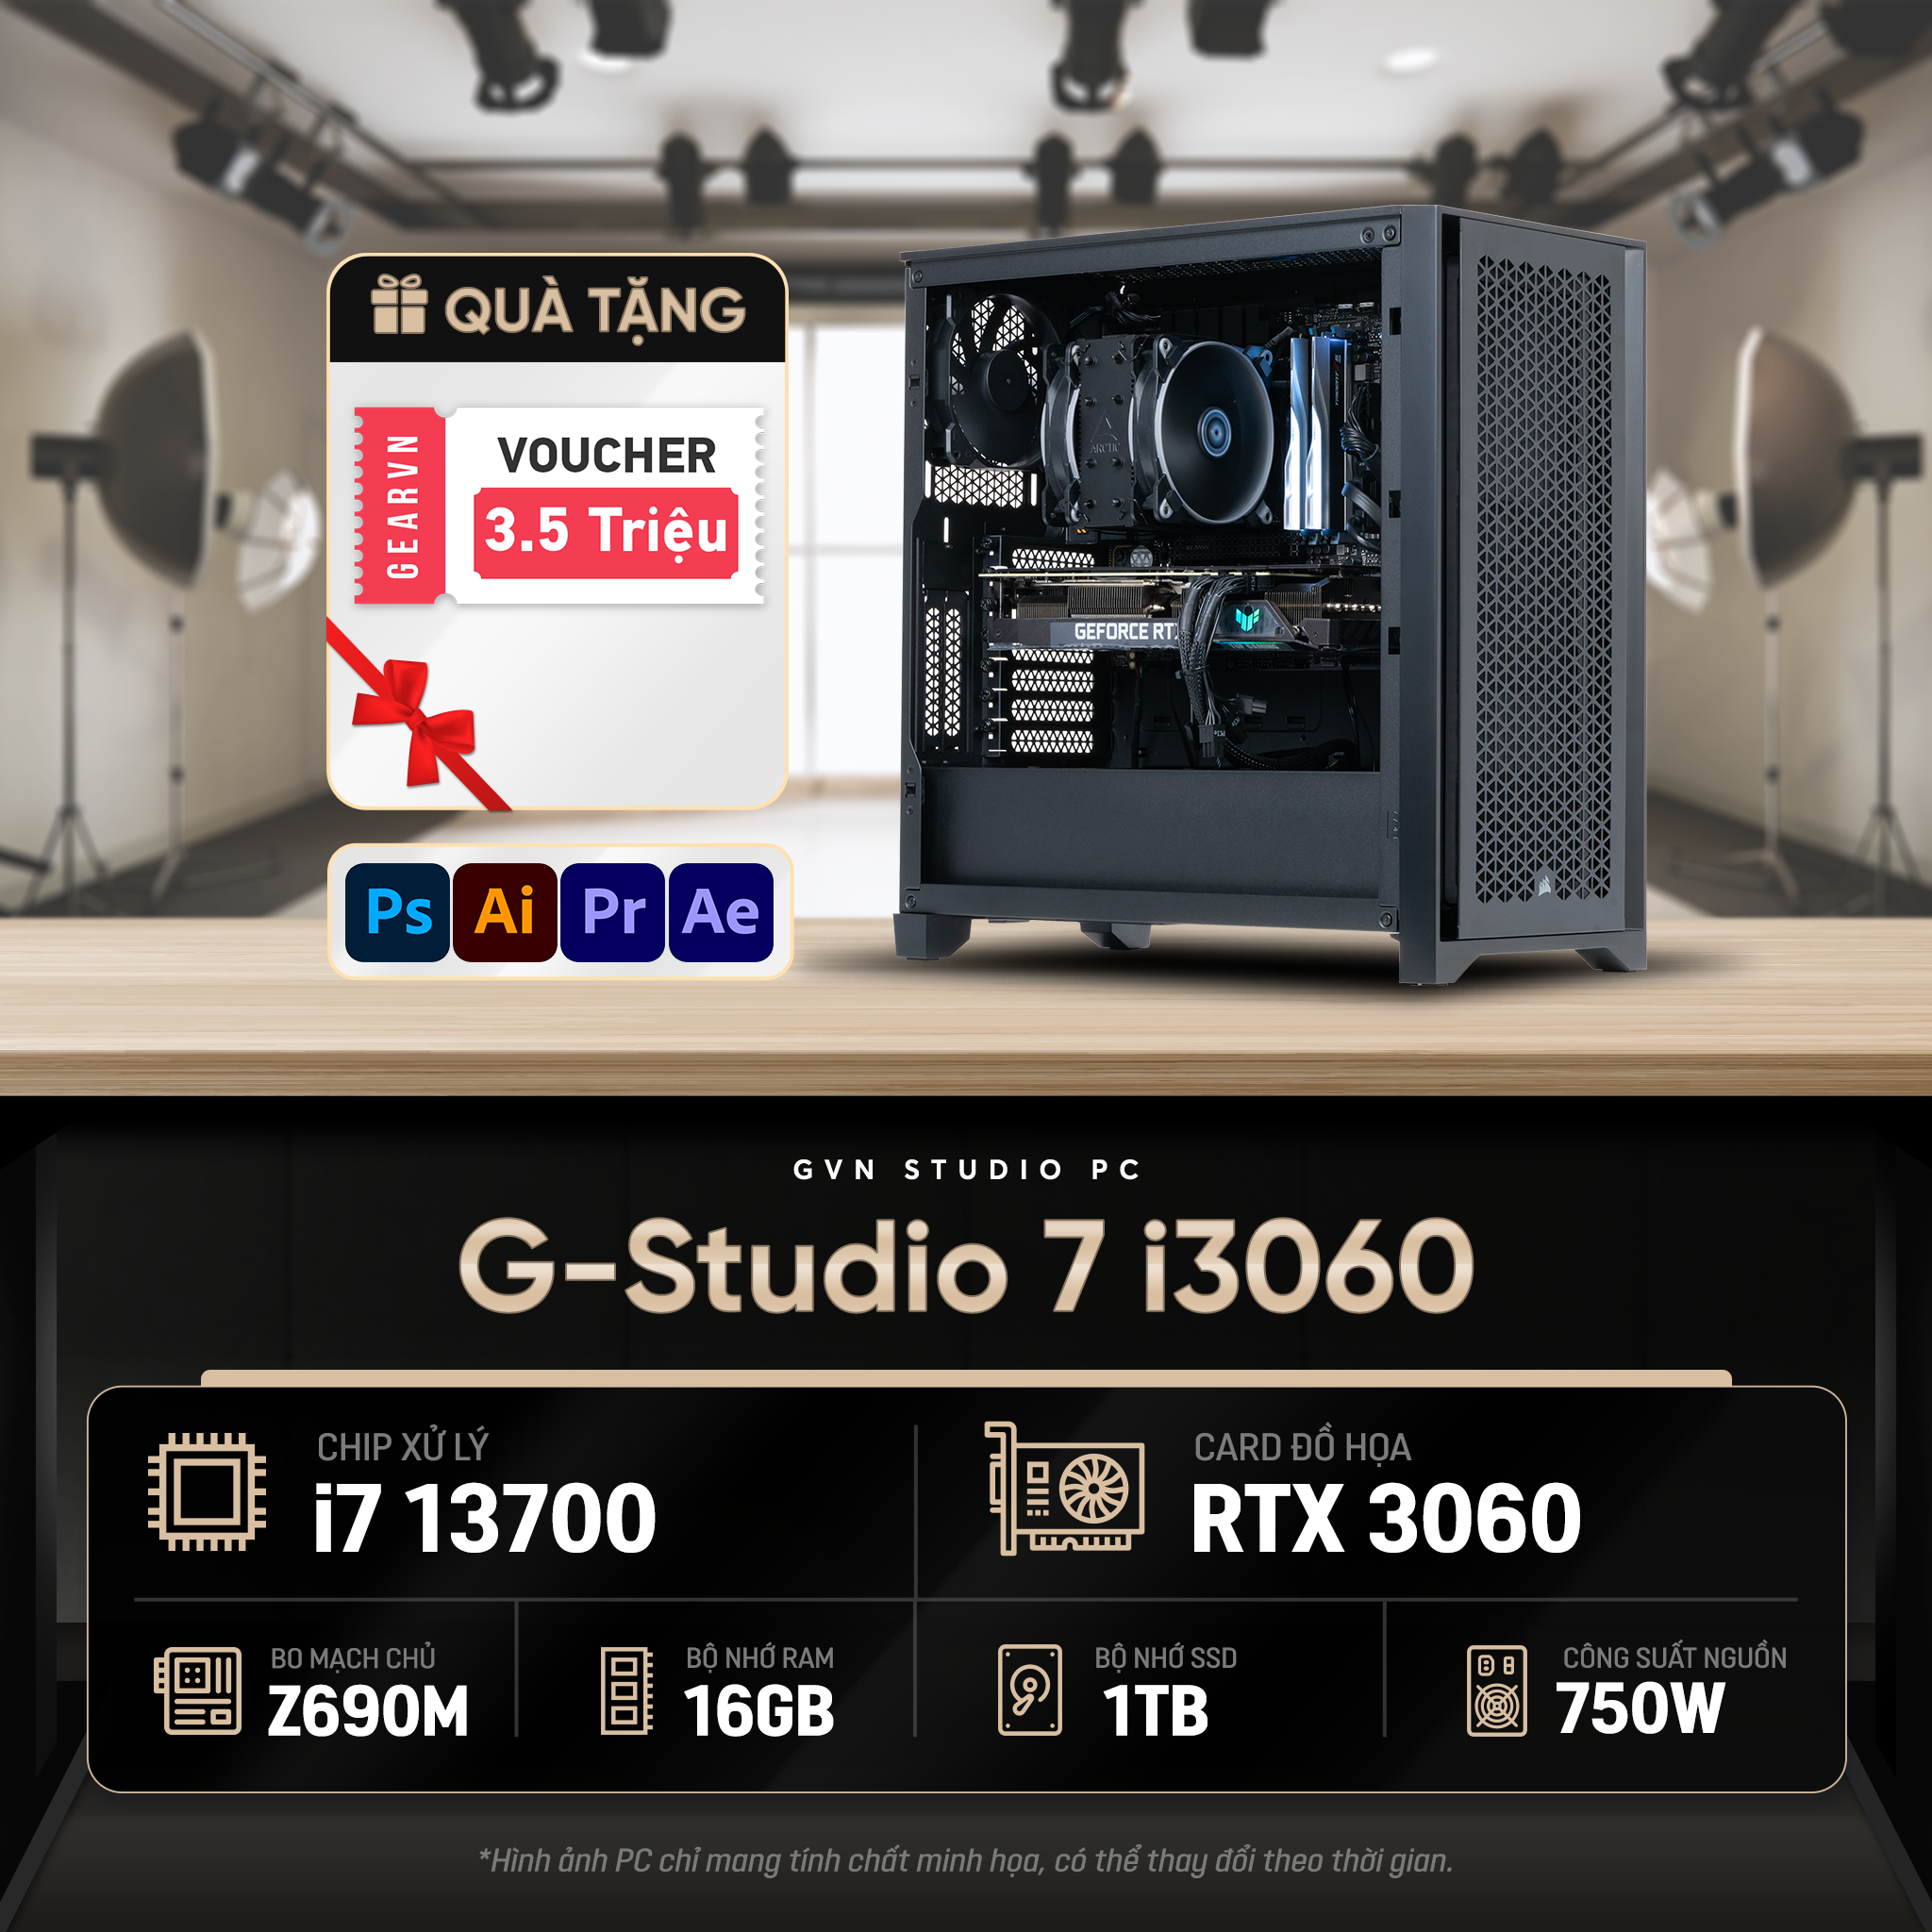 QUÀ TẶNG
GEARVN
VOUCHER
3.5 Triệu
ARCTIC
GEFORCE RTX
Ps Ai Pr Ae
GVN STUDIO PC
G-Studio 7 i3060
CHIP XỬ LÝ
i7 13700
CARD ĐỒ HỌA
RTX 3060
BO MẠCH CHỦ
Z690M
BỘ NHỚ RAM
16GB
BỘ NHỚ SSD
1TB
CÔNG SUẤT NGUỒN
750W
*Hình ảnh PC chỉ mang tính chất minh họa, có thể thay đổi theo thời gian.